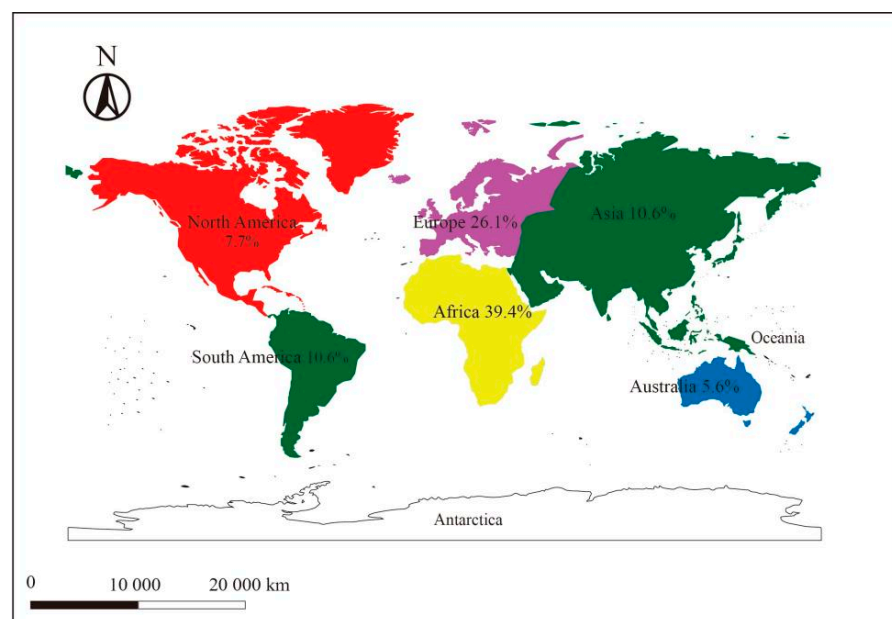 N
North America
7.7%
Europe 26.1%
Asia 10.6%
Africa 39.4%
Oceania
South America 10.6%
Australia 5.6%
Antarctica
0 10 000 20 000 km